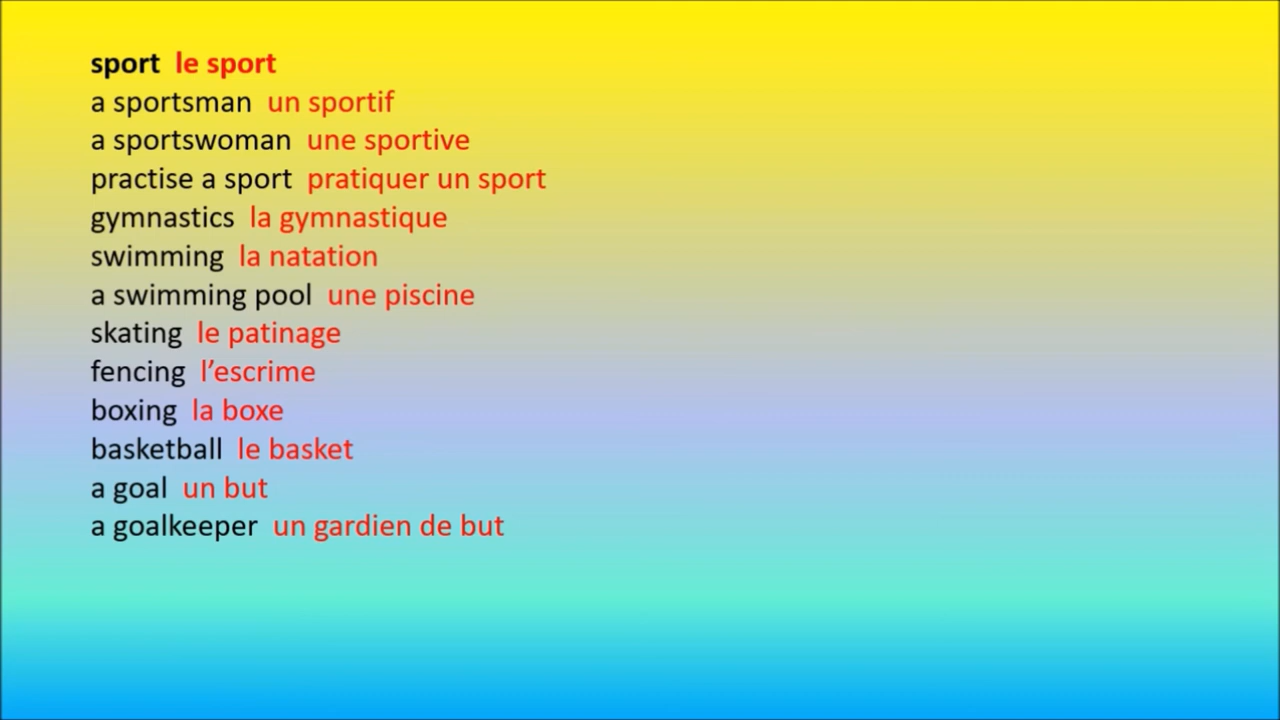 sport le sport
a sportsman un sportif
a sportswoman une sportive
practise a sport pratiquer un sport
gymnastics la gymnastique
swimming la natation
a swimming pool une piscine
skating le patinage
fencing l’escrime
boxing la boxe
basketball le basket
a goal un but
a goalkeeper un gardien de but